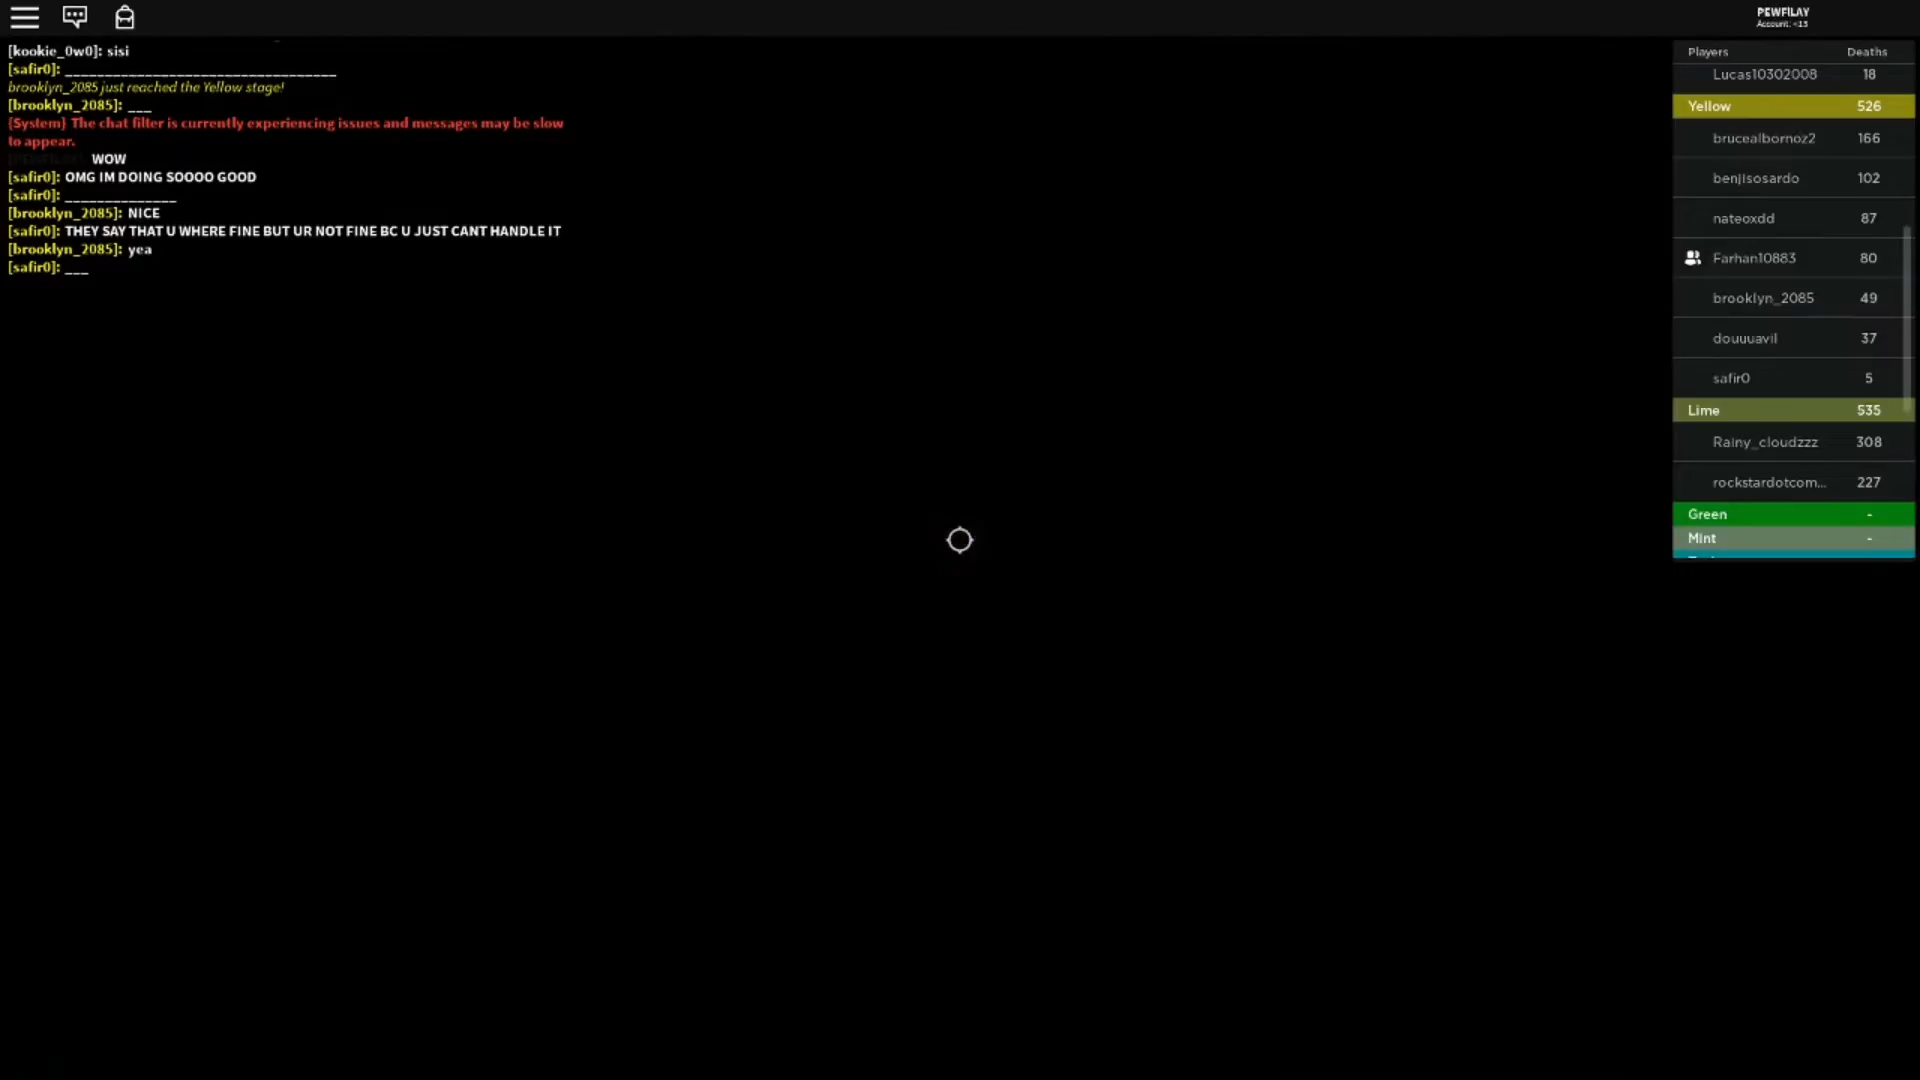 PEWFILAY
Account: <13
[kookie_0w0]: sisi
[safir0]: __________________________________
brooklyn_2085 just reached the Yellow stage!
[brooklyn_2085]: ___
{System} The chat filter is currently experiencing issues and messages may be slow
to appear.
WOW
[safir0]: OMG IM DOING SOOOO GOOD
[safir0]: ______________
[brooklyn_2085]: NICE
[safir0]: THEY SAY THAT U WHERE FINE BUT UR NOT FINE BC U JUST CANT HANDLE IT
[brooklyn_2085]: yea
[safir0]: ___
Players Deaths
Lucas10302008 18
Yellow 526
brucealbornoz2 166
benjisosardo 102
nateoxdd 87
Farhan10883 80
brooklyn_2085 49
douuuavil 37
safir0 5
Lime 535
Rainy_cloudzzz 308
rockstardotcom... 227
Green -
Mint -